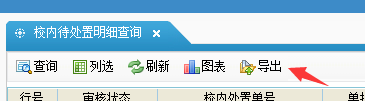 校内待处置明细查询 ×
查询 列选 刷新 图表 导出
行号 审核状态 校内处置单号